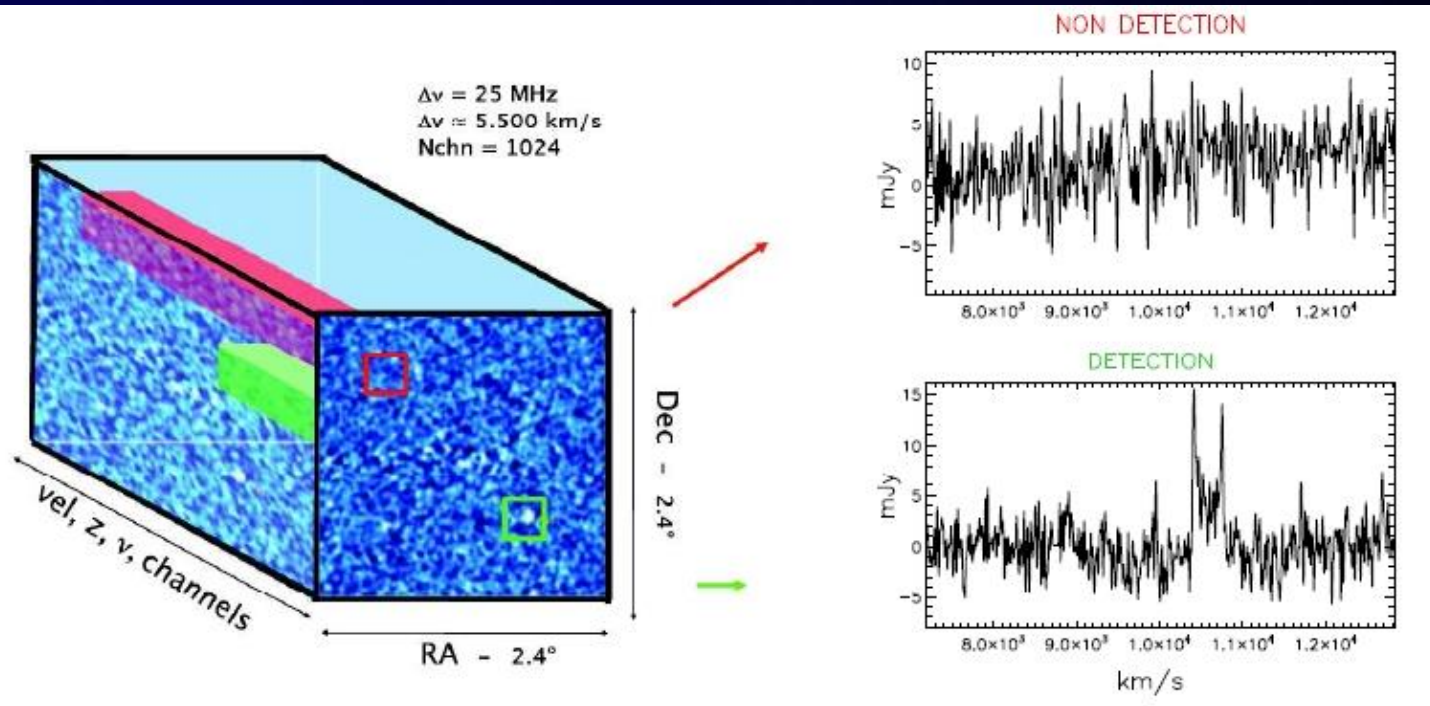 Δν = 25 MHz
Δν ≃ 5.500 km/s
Nchn = 1024
vel, z, ν, channels
RA - 2.4°
Dec - 2.4°
NON DETECTION
10
5
0
−5
mJy
8.0×10³ 9.0×10³ 1.0×10⁴ 1.1×10⁴ 1.2×10⁴
DETECTION
15
10
5
0
−5
mJy
8.0×10³ 9.0×10³ 1.0×10⁴ 1.1×10⁴ 1.2×10⁴
km/s